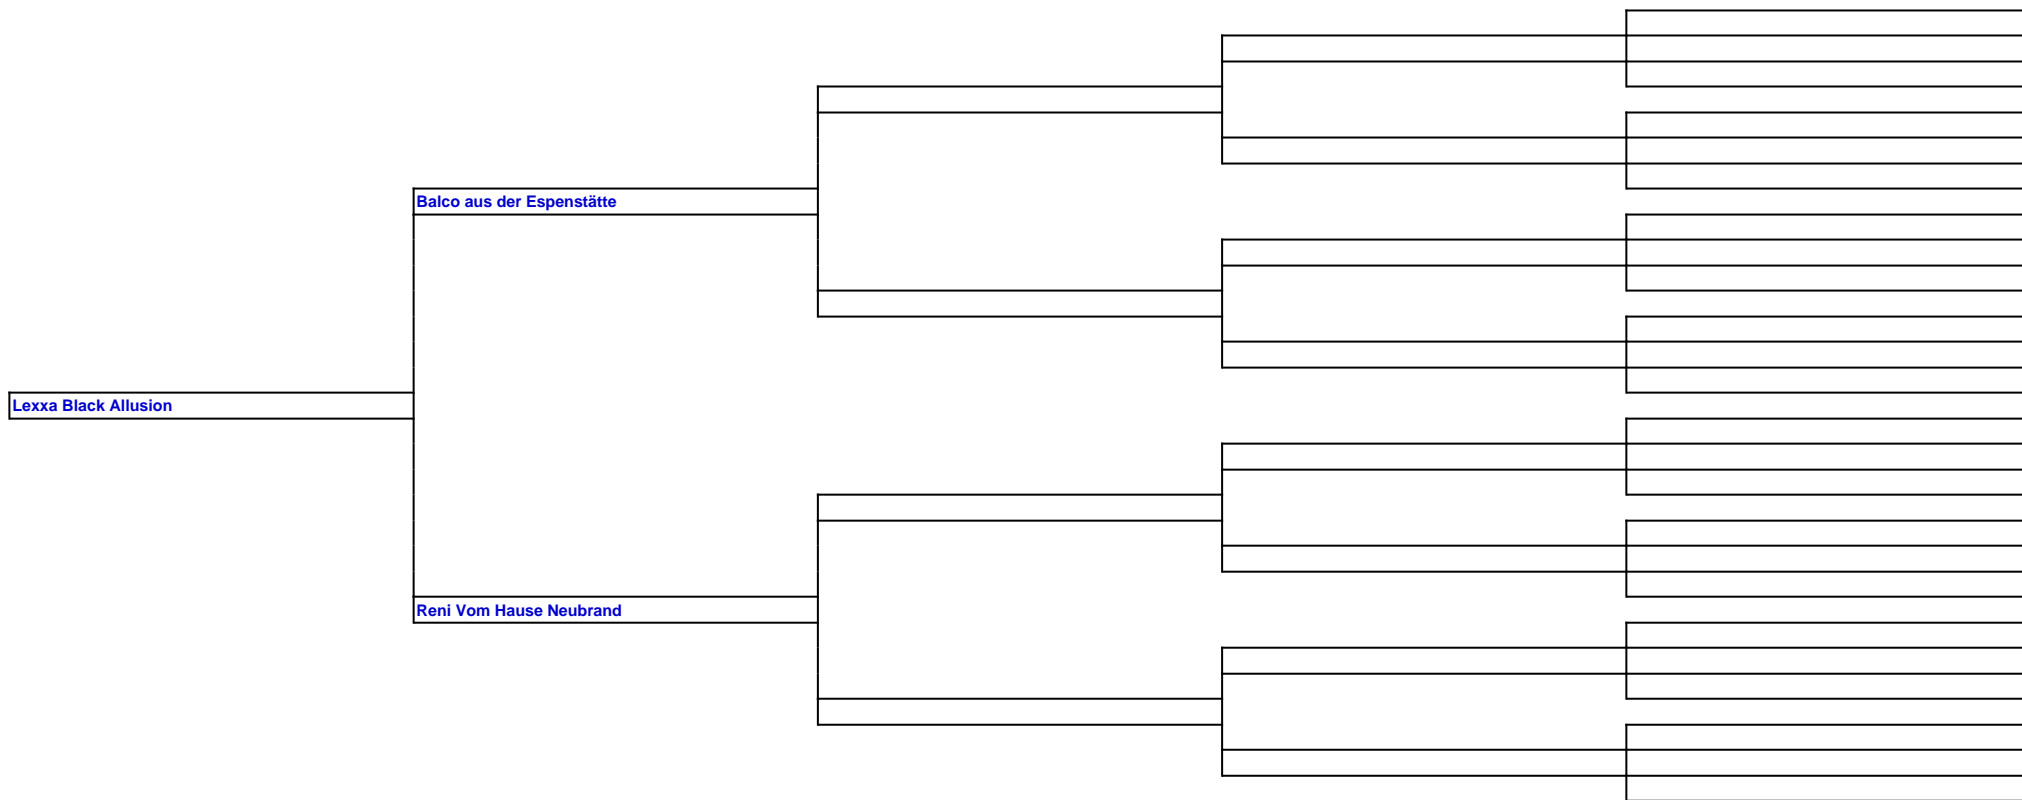 Balco aus der Espenstätte
Lexxa Black Allusion
Reni Vom Hause Neubrand